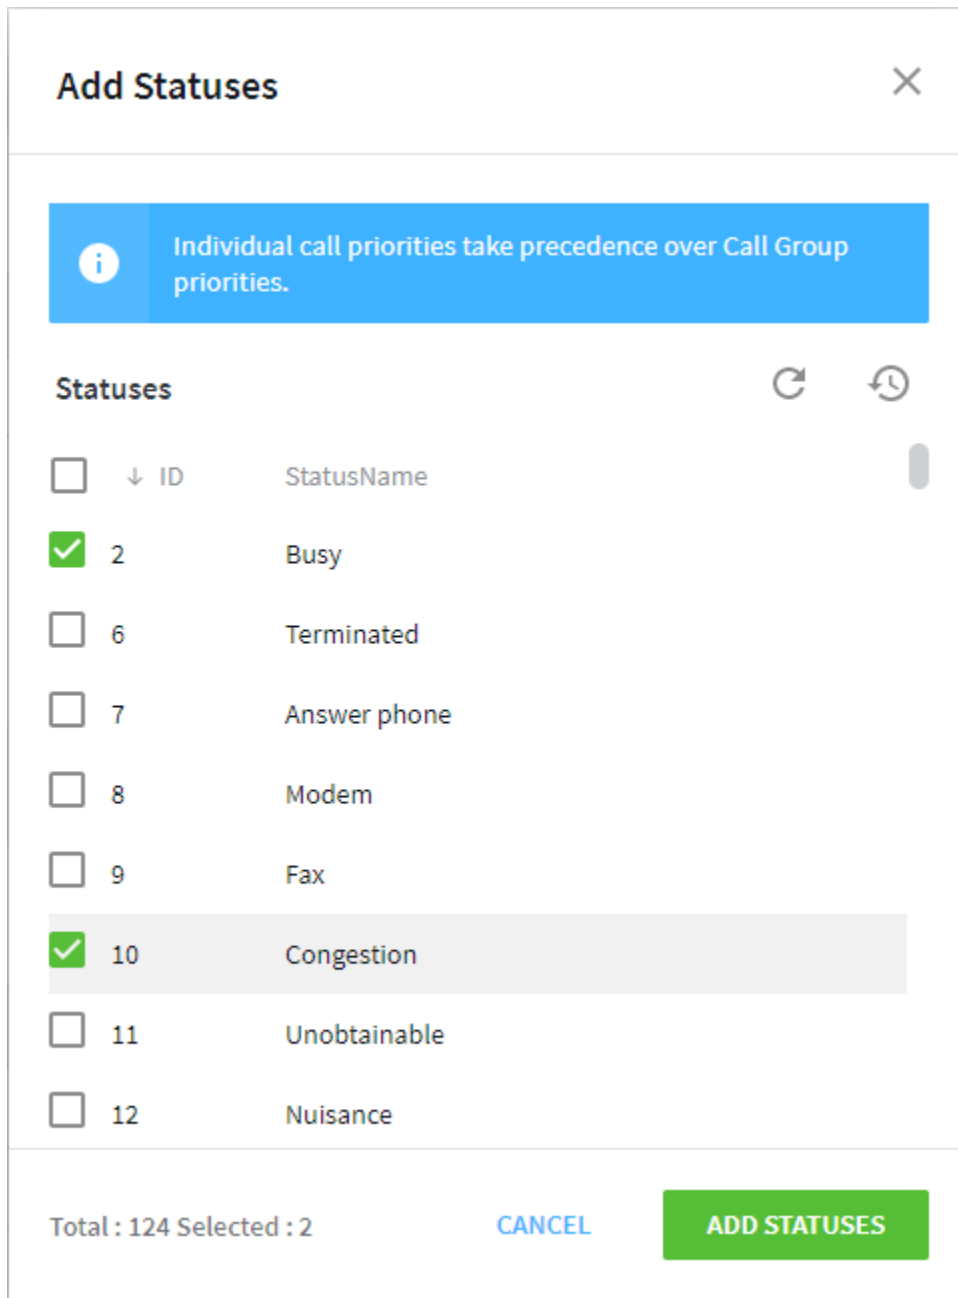 Add Statuses
Individual call priorities take precedence over Call Group
priorities.
Statuses
ID StatusName
2 Busy
6 Terminated
7 Answer phone
8 Modem
9 Fax
10 Congestion
11 Unobtainable
12 Nuisance
Total : 124 Selected : 2 CANCEL ADD STATUSES